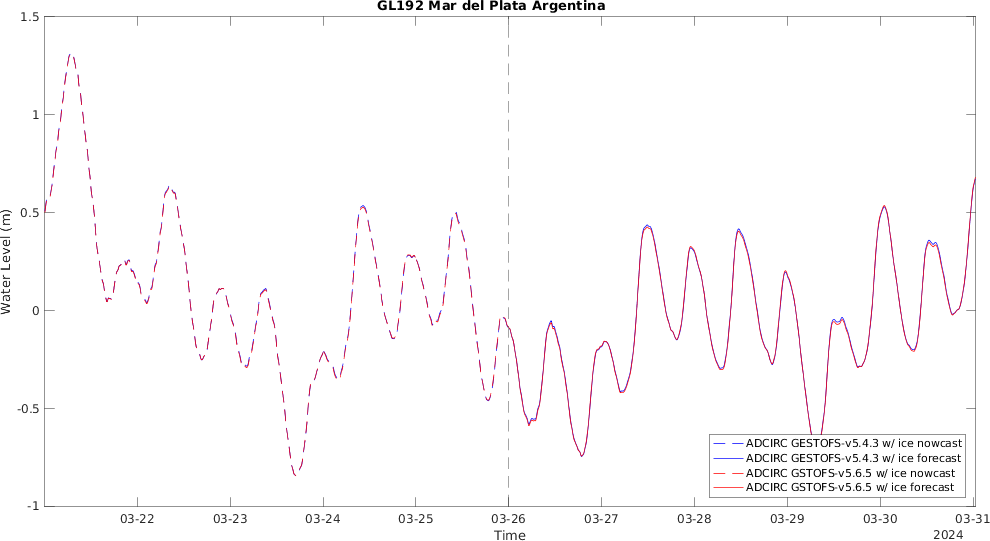 GL192 Mar del Plata Argentina
1.5
1
0.5
0
-0.5
-1
Water Level (m)
03-22
03-23
03-24
03-25
03-26
03-27
03-28
03-29
03-30
03-31
Time
2024
ADCIRC GESTOFS-v5.4.3 w/ ice nowcast
ADCIRC GESTOFS-v5.4.3 w/ ice forecast
ADCIRC GSTOFS-v5.6.5 w/ ice nowcast
ADCIRC GSTOFS-v5.6.5 w/ ice forecast